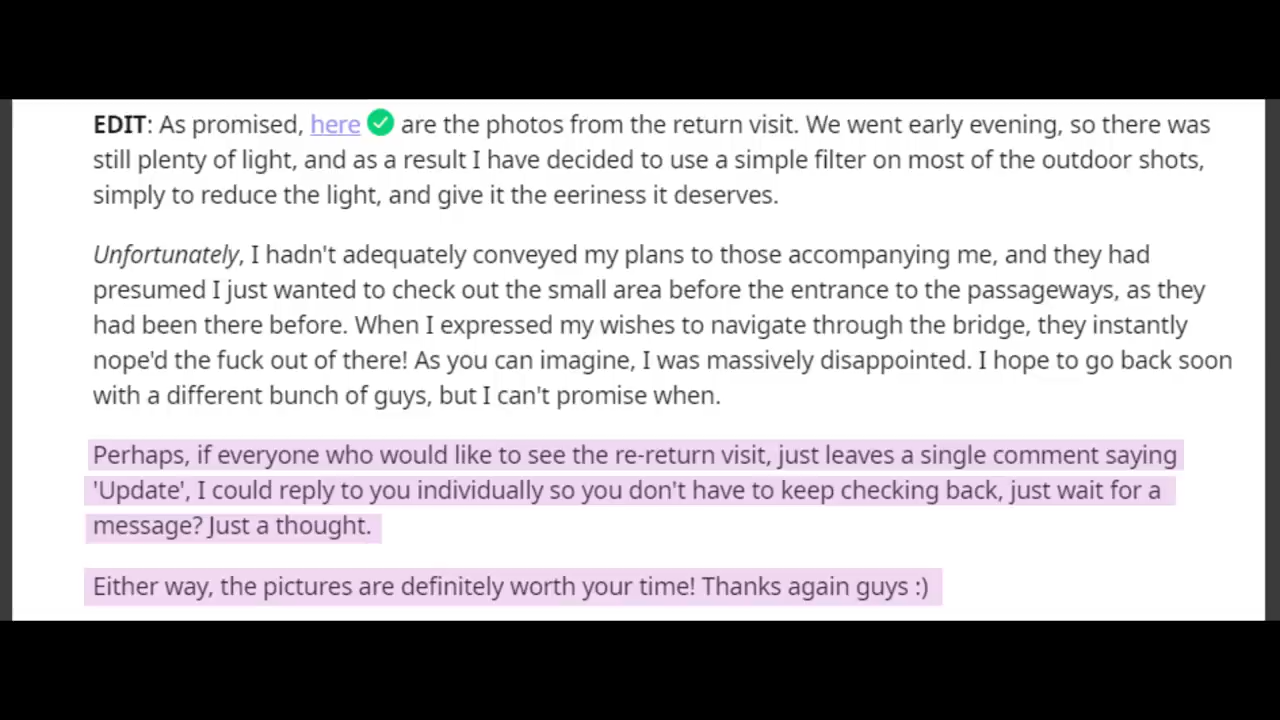 EDIT: As promised, here are the photos from the return visit. We went early evening, so there was
still plenty of light, and as a result I have decided to use a simple filter on most of the outdoor shots,
simply to reduce the light, and give it the eeriness it deserves.
Unfortunately, I hadn't adequately conveyed my plans to those accompanying me, and they had
presumed I just wanted to check out the small area before the entrance to the passageways, as they
had been there before. When I expressed my wishes to navigate through the bridge, they instantly
nope'd the fuck out of there! As you can imagine, I was massively disappointed. I hope to go back soon
with a different bunch of guys, but I can't promise when.
Perhaps, if everyone who would like to see the re-return visit, just leaves a single comment saying
'Update', I could reply to you individually so you don't have to keep checking back, just wait for a
message? Just a thought.
Either way, the pictures are definitely worth your time! Thanks again guys :)